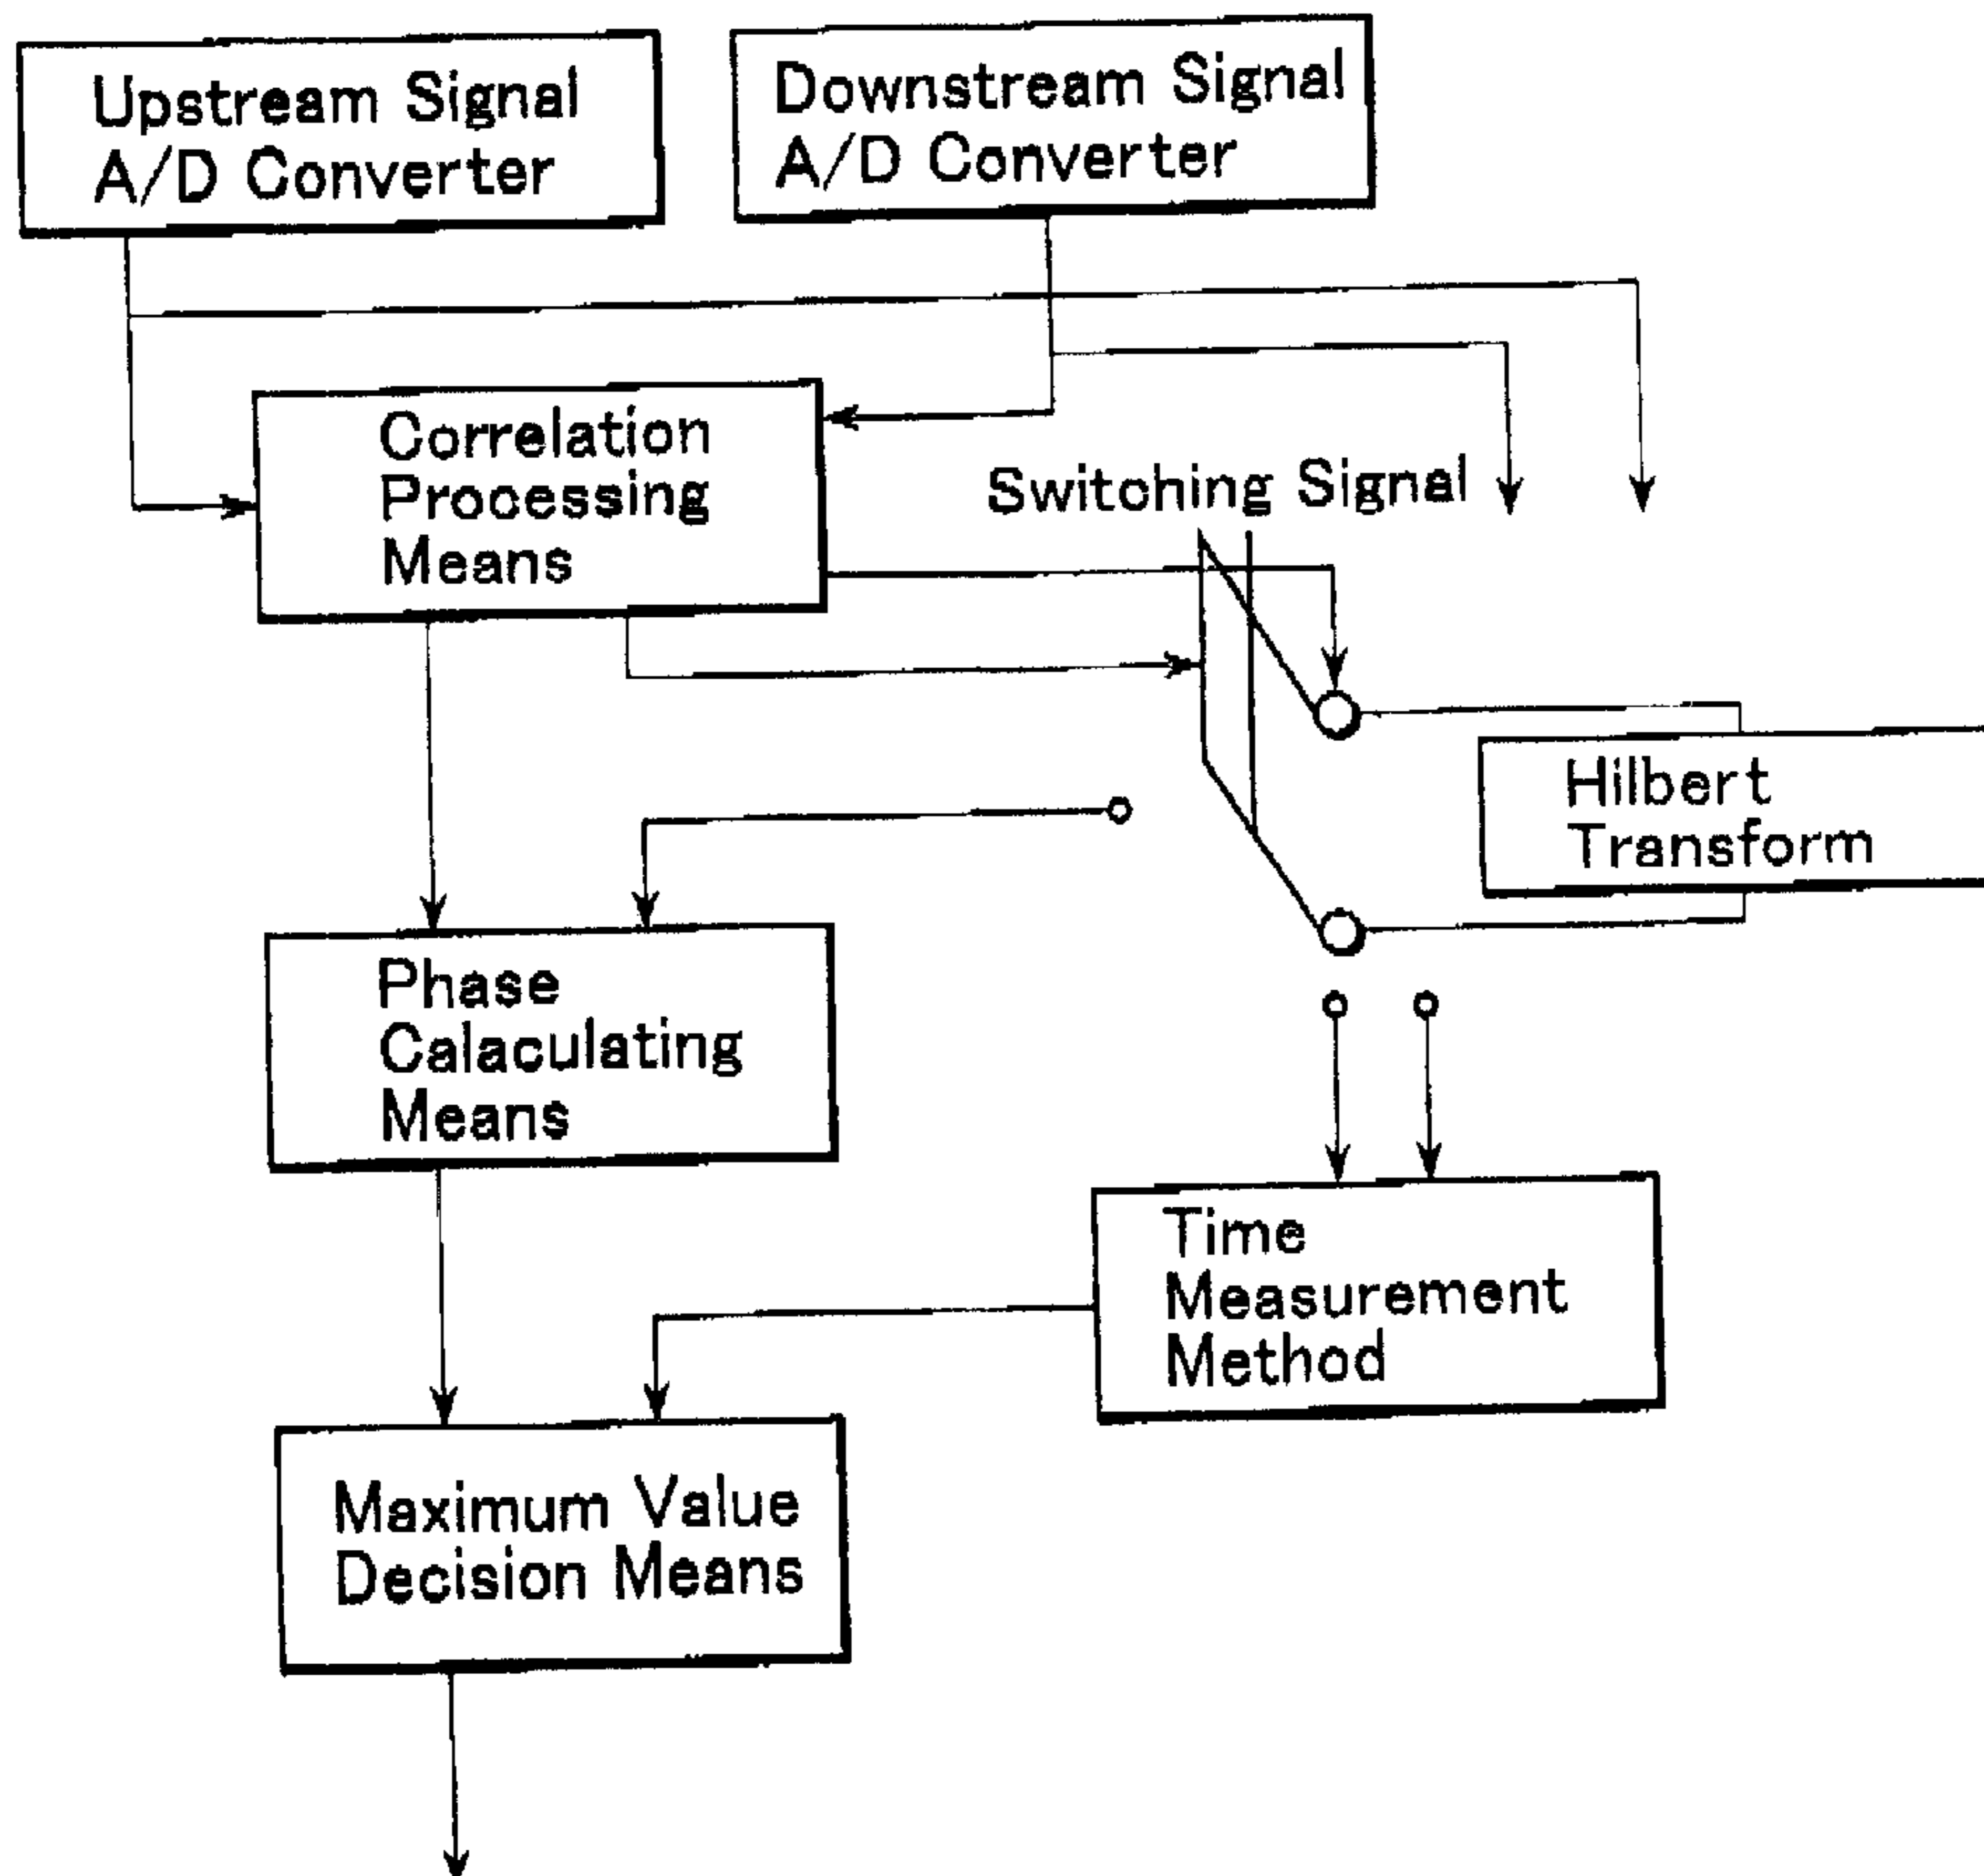 Upstream Signal
A/D Converter
Downstream Signal
A/D Converter
Correlation
Processing
Means
Switching Signal
Hilbert
Transform
Phase
Calaculating
Means
Time
Measurement
Method
Maximum Value
Decision Means